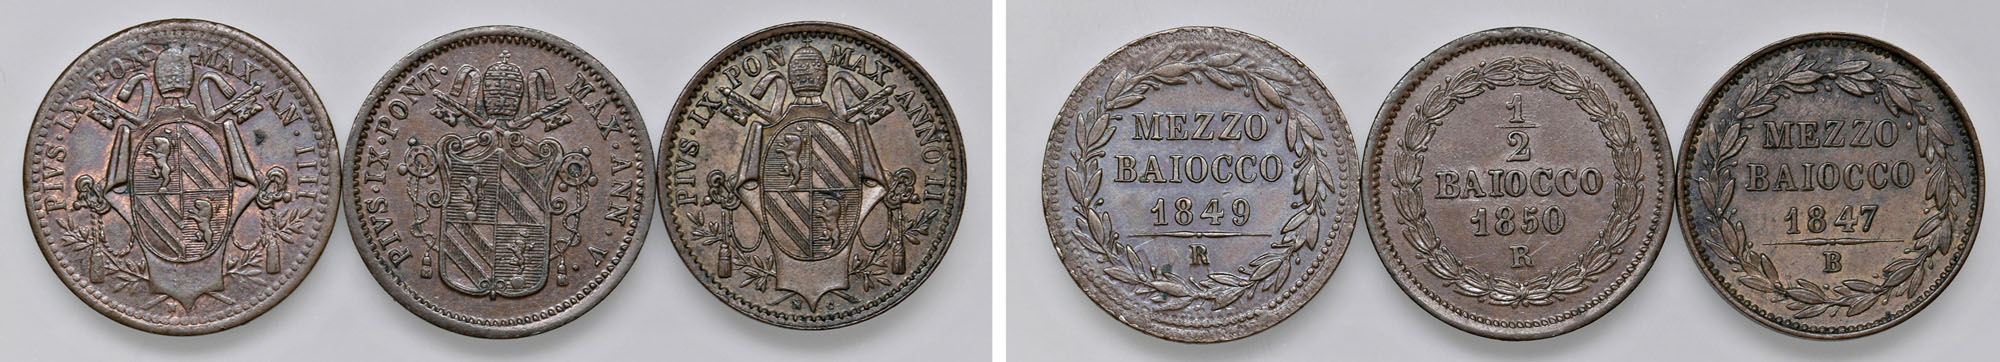 PIVS·IX·PON MAX·AN·IIII
PIVS·IX·PONT· MAX·ANN·V·
PIVS·IX·PON MAX ANNO II
MEZZO
BAIOCCO
1849
R
1
2
BAIOCCO
1850
R
MEZZO
BAIOCCO
1847
B